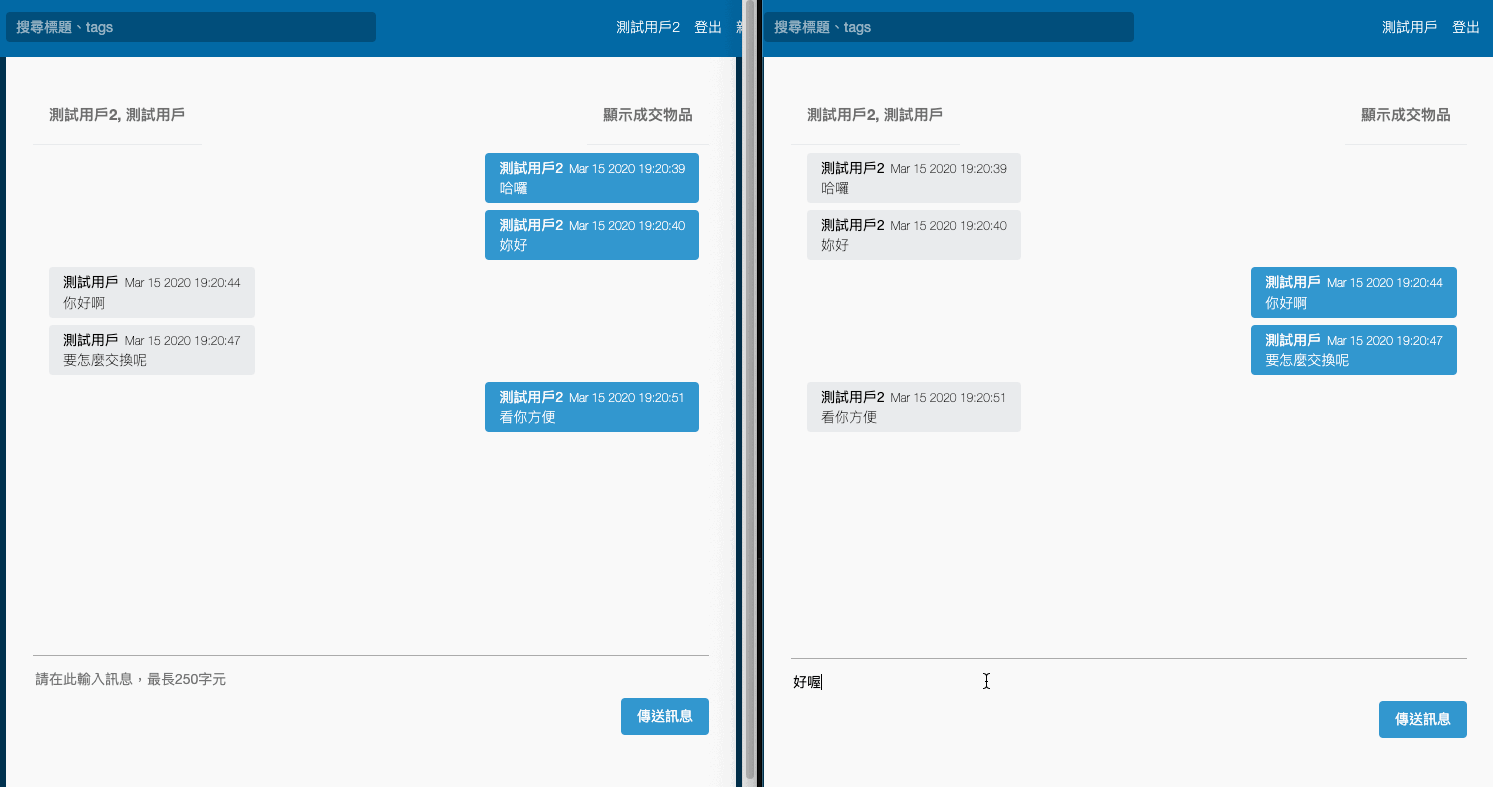 搜尋標題、tags
測試用戶2 登出
測試用戶2, 測試用戶
顯示成交物品
測試用戶2 Mar 15 2020 19:20:39
哈囉
測試用戶2 Mar 15 2020 19:20:40
妳好
測試用戶 Mar 15 2020 19:20:44
你好啊
測試用戶 Mar 15 2020 19:20:47
要怎麼交換呢
測試用戶2 Mar 15 2020 19:20:51
看你方便
請在此輸入訊息，最長250字元
傳送訊息
搜尋標題、tags
測試用戶 登出
測試用戶2, 測試用戶
顯示成交物品
測試用戶2 Mar 15 2020 19:20:39
哈囉
測試用戶2 Mar 15 2020 19:20:40
妳好
測試用戶 Mar 15 2020 19:20:44
你好啊
測試用戶 Mar 15 2020 19:20:47
要怎麼交換呢
測試用戶2 Mar 15 2020 19:20:51
看你方便
好喔
傳送訊息